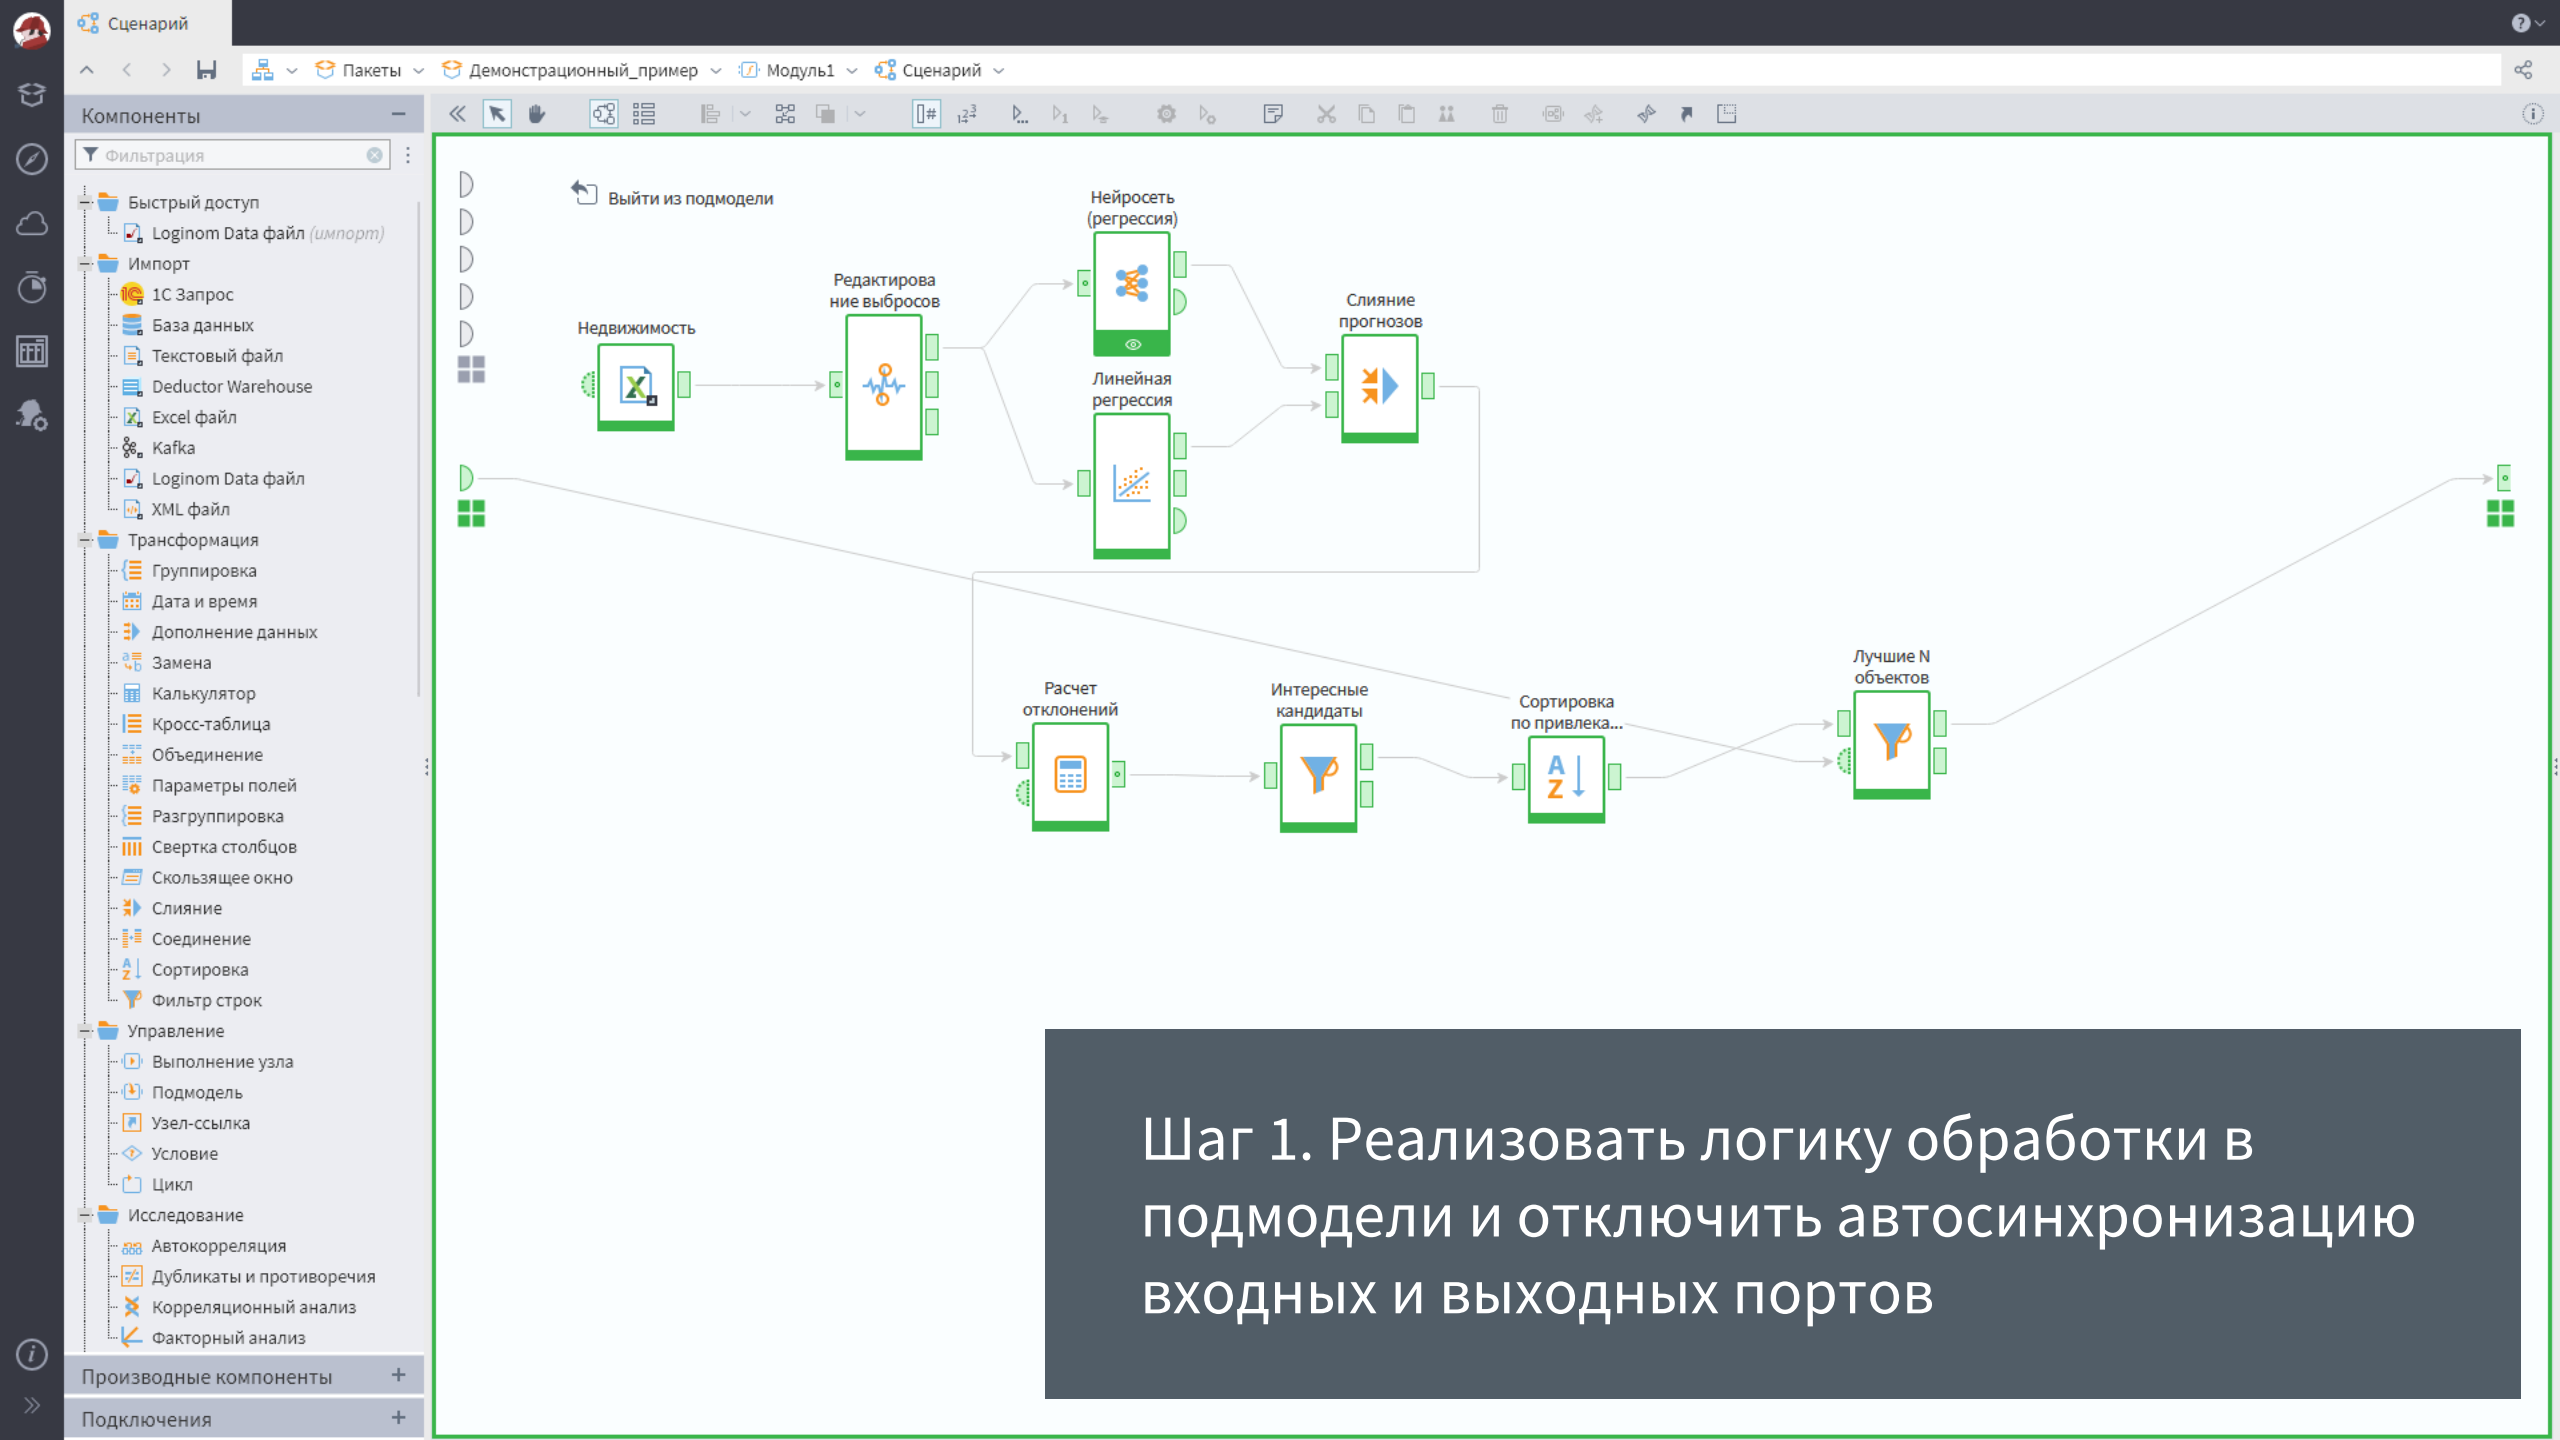 Сценарий
Пакеты
Демонстрационный_пример
Модуль1
Сценарий
Компоненты
Фильтрация
Быстрый доступ
Loginom Data файл (импорт)
Импорт
1С Запрос
База данных
Текстовый файл
Deductor Warehouse
Excel файл
Kafka
Loginom Data файл
XML файл
Трансформация
Группировка
Дата и время
Дополнение данных
Замена
Калькулятор
Кросс-таблица
Объединение
Параметры полей
Разгруппировка
Свертка столбцов
Скользящее окно
Слияние
Соединение
Сортировка
Фильтр строк
Управление
Выполнение узла
Подмодель
Узел-ссылка
Условие
Цикл
Исследование
Автокорреляция
Дубликаты и противоречия
Корреляционный анализ
Факторный анализ
Производные компоненты
Подключения
Выйти из подмодели
Недвижимость
Редактирова
ние выбросов
Нейросеть
(регрессия)
Линейная
регрессия
Слияние
прогнозов
Расчет
отклонений
Интересные
кандидаты
Сортировка
по привлека...
Лучшие N
объектов
Шаг 1. Реализовать логику обработки в
подмодели и отключить автосинхронизацию
входных и выходных портов